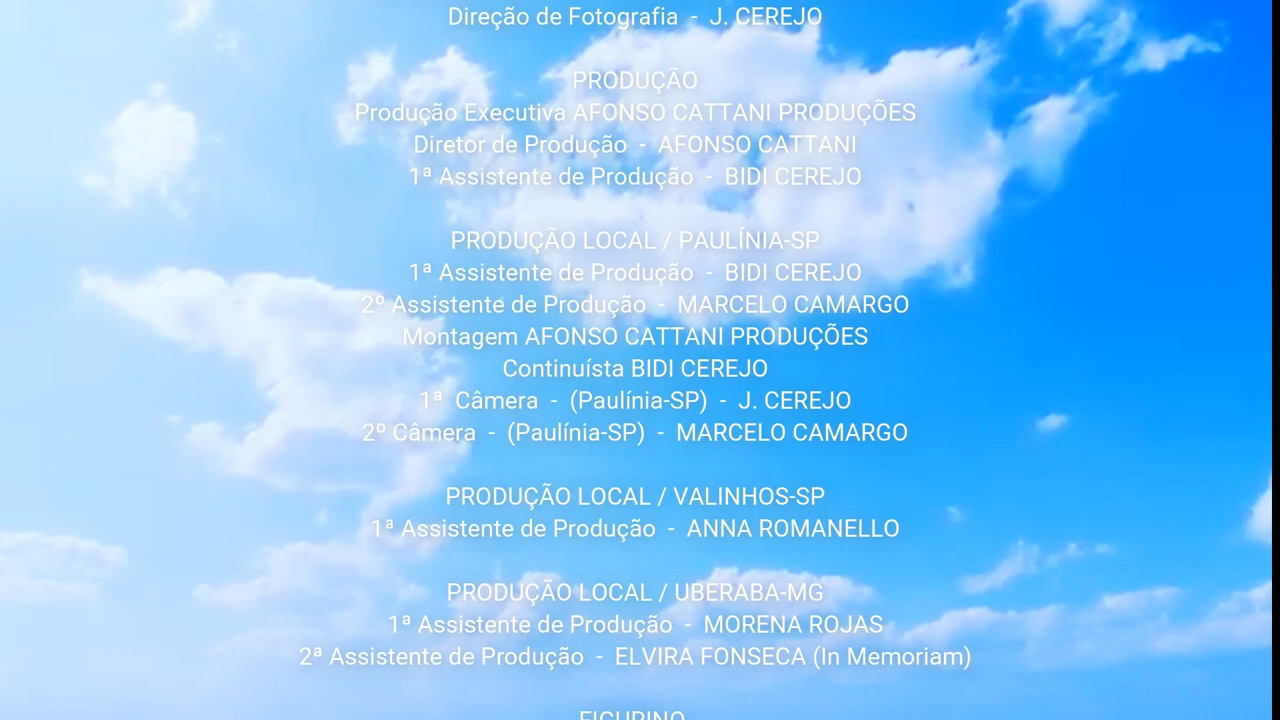 Direção de Fotografia - J. CEREJO
PRODUÇÃO
Produção Executiva AFONSO CATTANI PRODUÇÕES
Diretor de Produção - AFONSO CATTANI
1ª Assistente de Produção - BIDI CEREJO
PRODUÇÃO LOCAL / PAULÍNIA-SP
1ª Assistente de Produção - BIDI CEREJO
2º Assistente de Produção - MARCELO CAMARGO
Montagem AFONSO CATTANI PRODUÇÕES
Continuísta BIDI CEREJO
1ª Câmera - (Paulínia-SP) - J. CEREJO
2º Câmera - (Paulínia-SP) - MARCELO CAMARGO
PRODUÇÃO LOCAL / VALINHOS-SP
1ª Assistente de Produção - ANNA ROMANELLO
PRODUÇÃO LOCAL / UBERABA-MG
1ª Assistente de Produção - MORENA ROJAS
2ª Assistente de Produção - ELVIRA FONSECA (In Memoriam)
FIGURINO